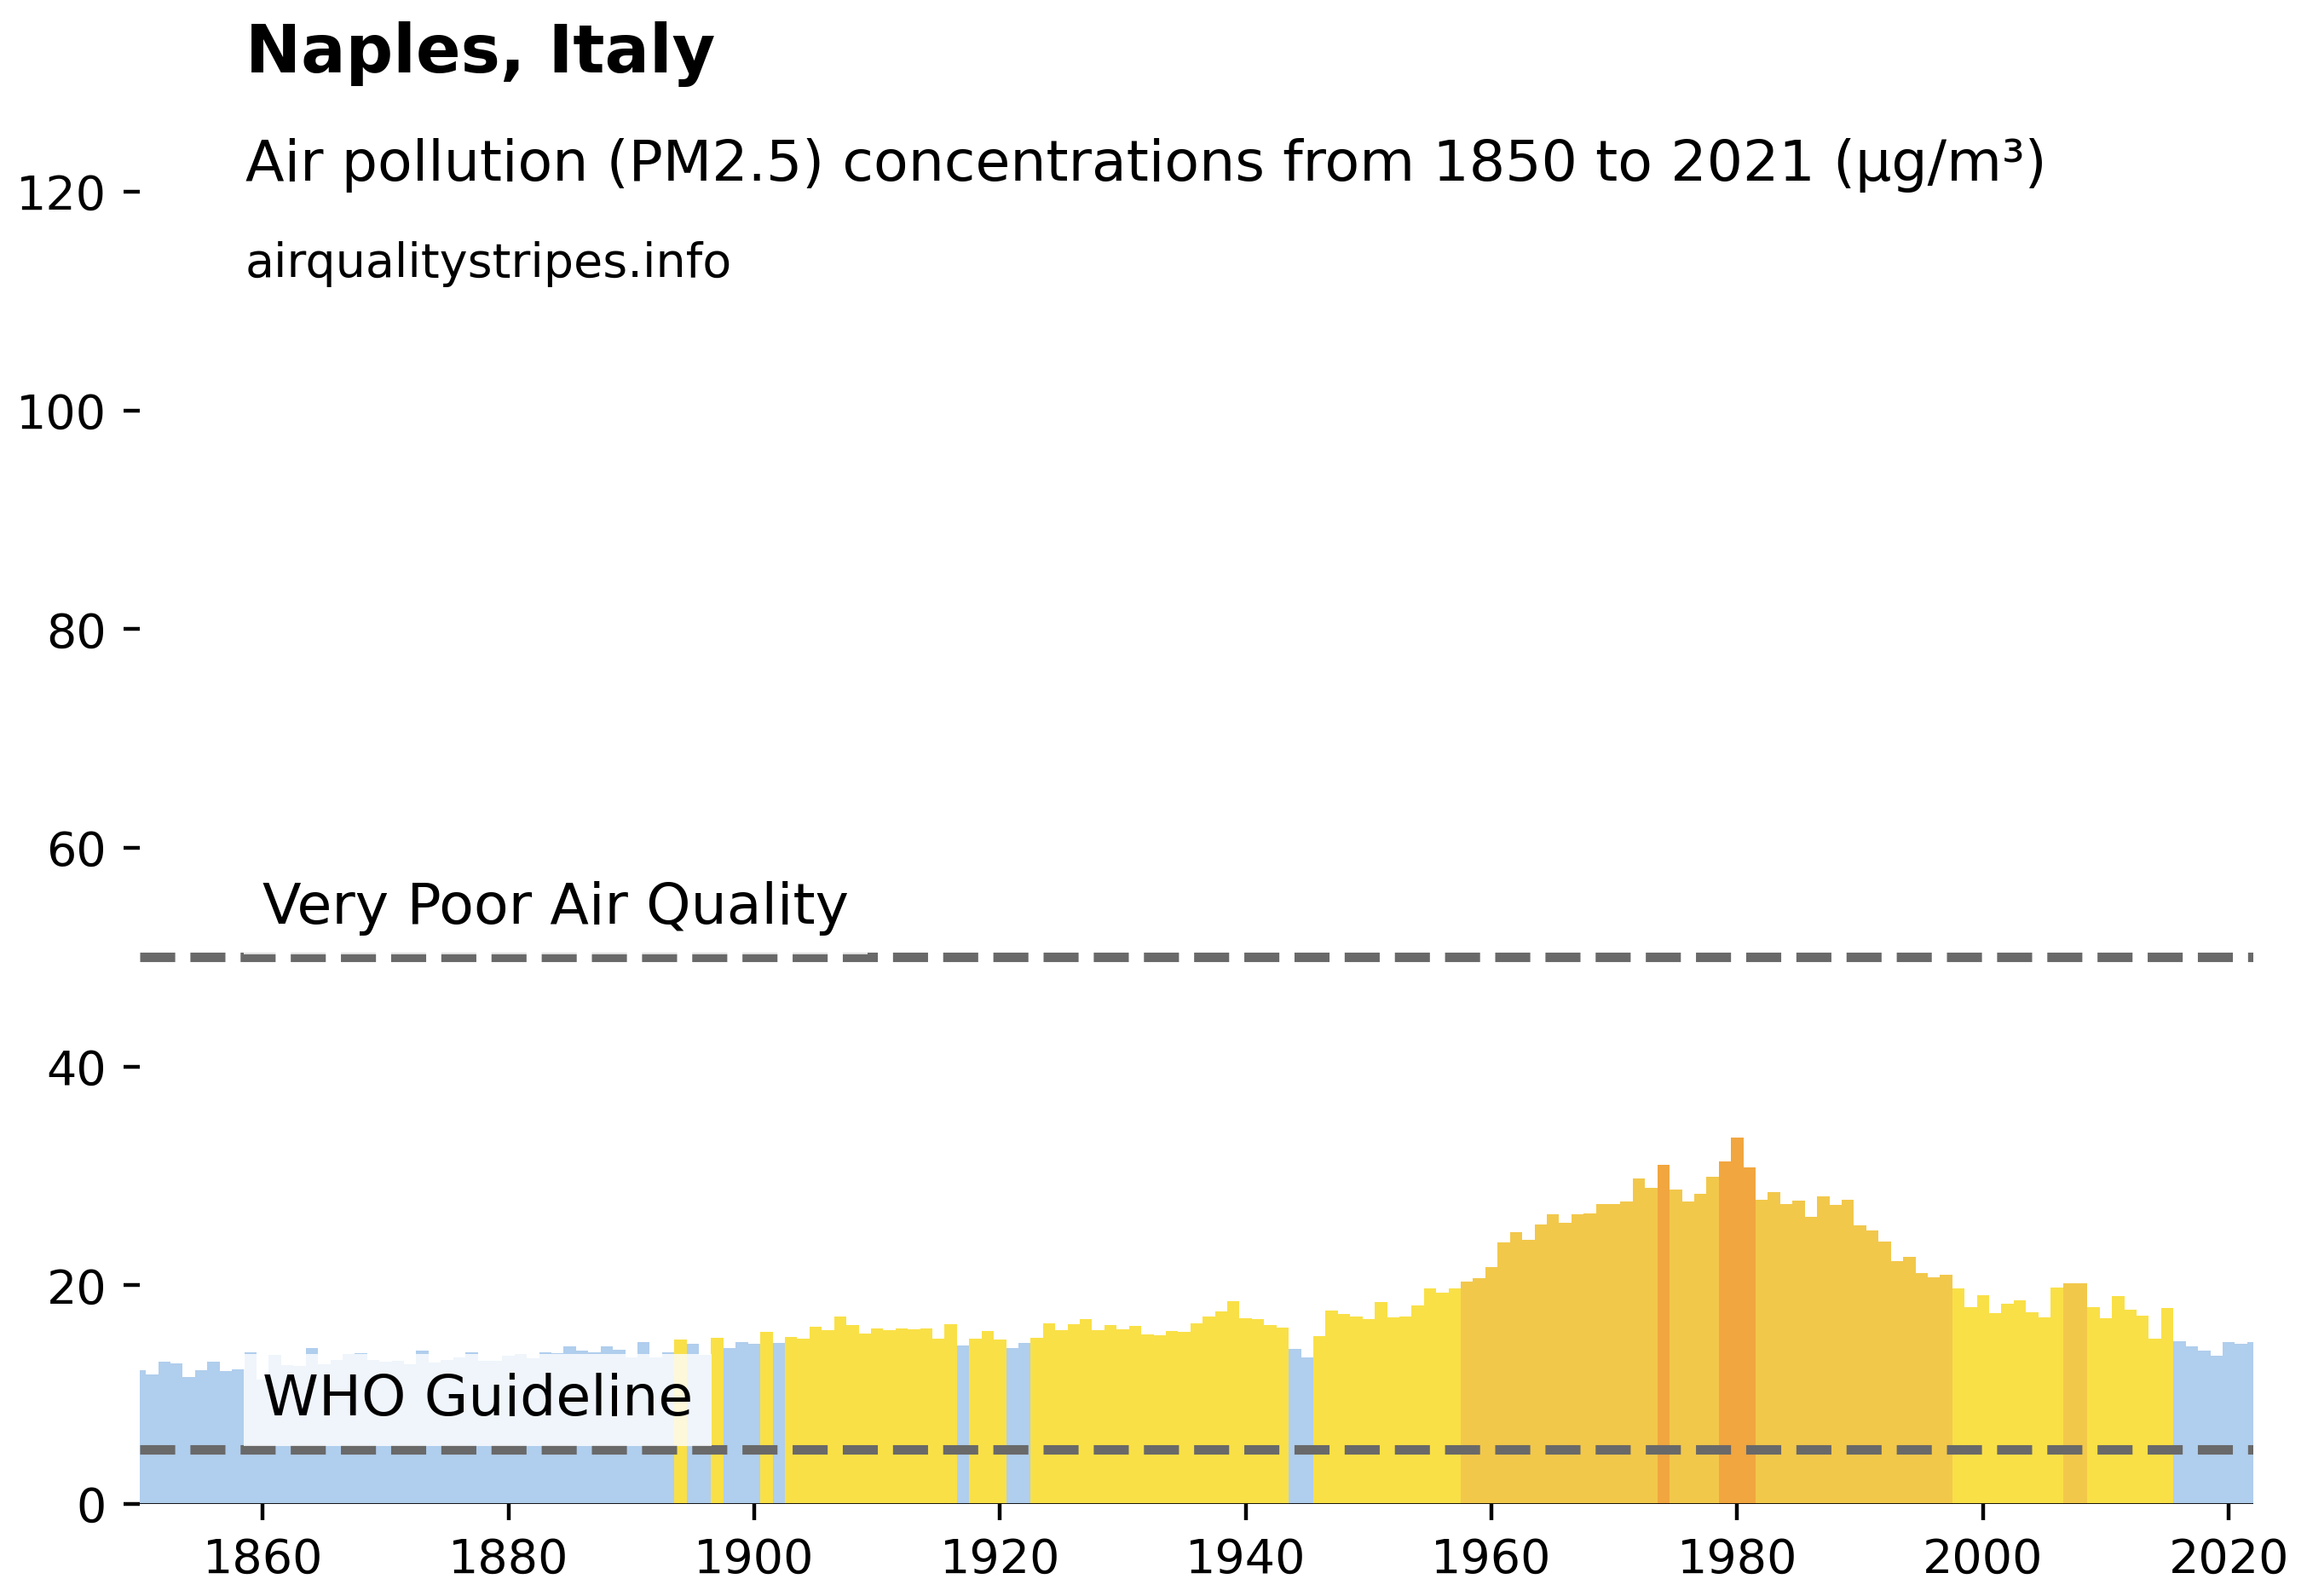 Naples, Italy
Air pollution (PM2.5) concentrations from 1850 to 2021 (µg/m³)
airqualitystripes.info
120
100
80
60
Very Poor Air Quality
40
20
WHO Guideline
0
1860 1880 1900 1920 1940 1960 1980 2000 2020